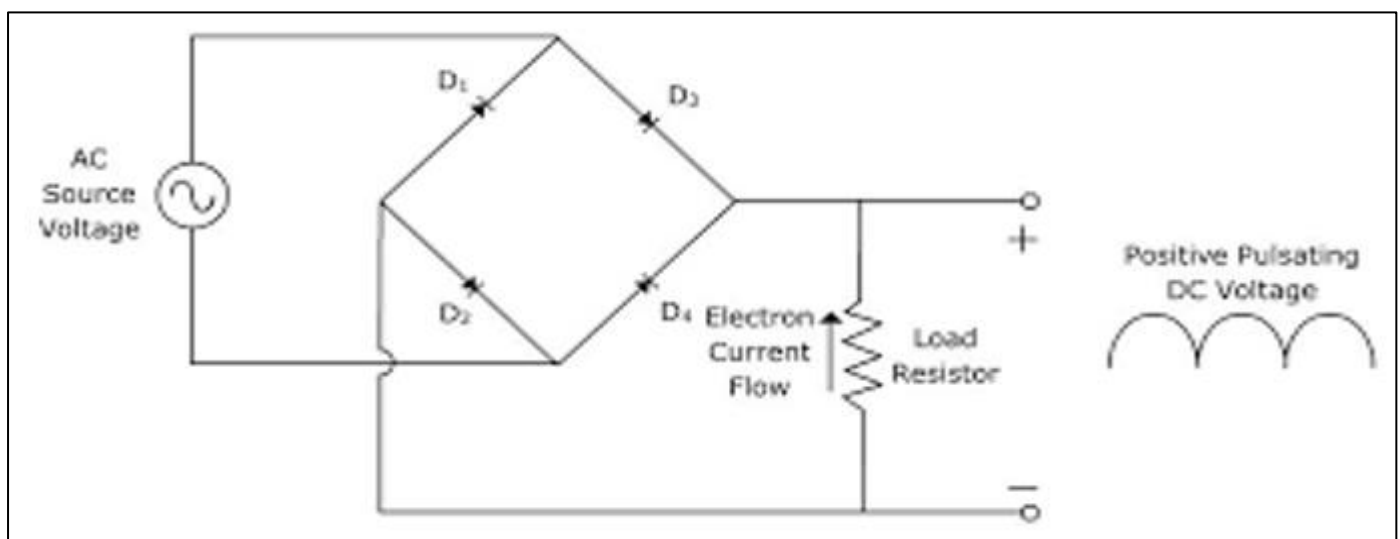 D₁
D₃
AC
Source
Voltage
+
Positive Pulsating
DC Voltage
D₂
D₄
Electron
Current
Flow
Load
Resistor
−